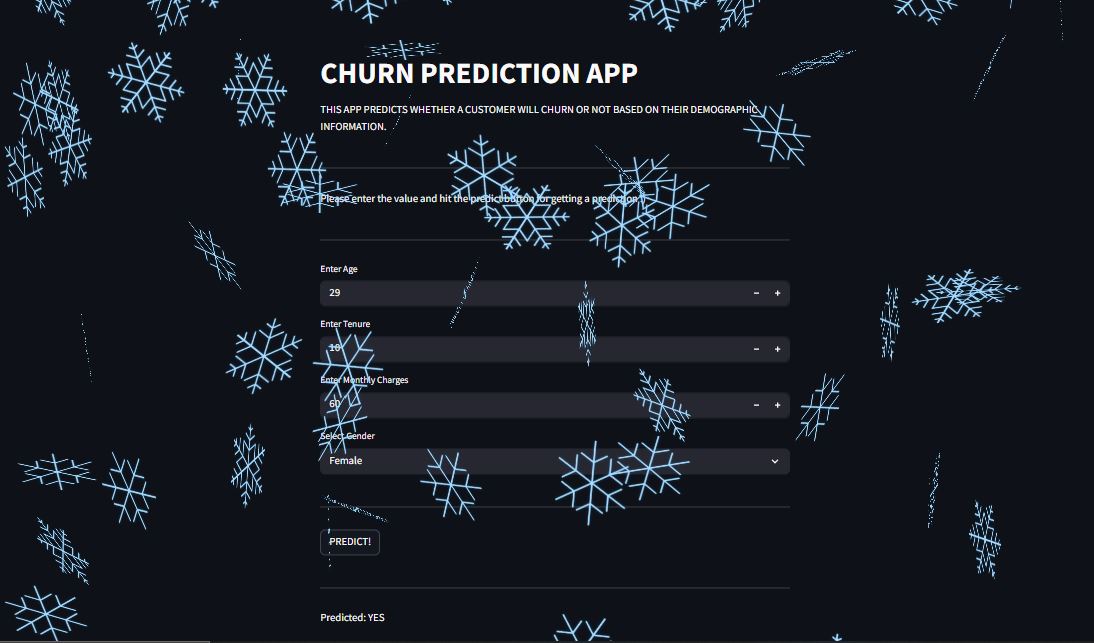 CHURN PREDICTION APP
THIS APP PREDICTS WHETHER A CUSTOMER WILL CHURN OR NOT BASED ON THEIR DEMOGRAPHIC
INFORMATION.
Please enter the value and hit the predict button for getting a prediction
Enter Age
29
Enter Tenure
10
Enter Monthly Charges
60
Select Gender
Female
PREDICT!
Predicted: YES